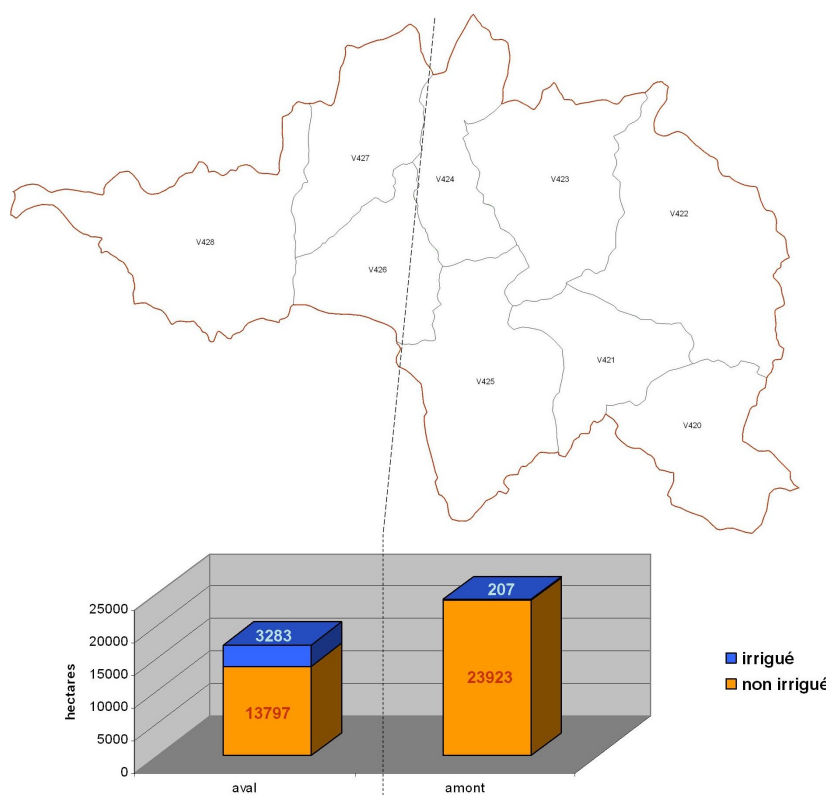 V427
V424
V423
V422
V428
V426
V421
V425
V420
25000
20000
15000
10000
5000
0
hectares
3283
13797
207
23923
aval
amont
irrigué
non irrigué